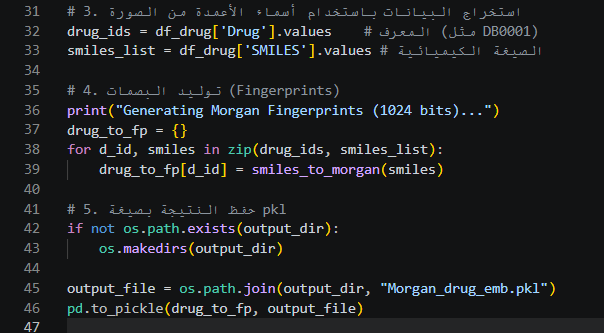 31 # 3. استخراج البيانات باستخدام أسماء الأعمدة من الصورة
32 drug_ids = df_drug['Drug'].values # المعرف (مثل DB0001)
33 smiles_list = df_drug['SMILES'].values # الصيغة الكيميائية
34
35 # 4. توليد البصمات (Fingerprints)
36 print("Generating Morgan Fingerprints (1024 bits)...")
37 drug_to_fp = {}
38 for d_id, smiles in zip(drug_ids, smiles_list):
39 drug_to_fp[d_id] = smiles_to_morgan(smiles)
40
41 # 5. حفظ النتيجة بصيغة pkl
42 if not os.path.exists(output_dir):
43 os.makedirs(output_dir)
44
45 output_file = os.path.join(output_dir, "Morgan_drug_emb.pkl")
46 pd.to_pickle(drug_to_fp, output_file)
47